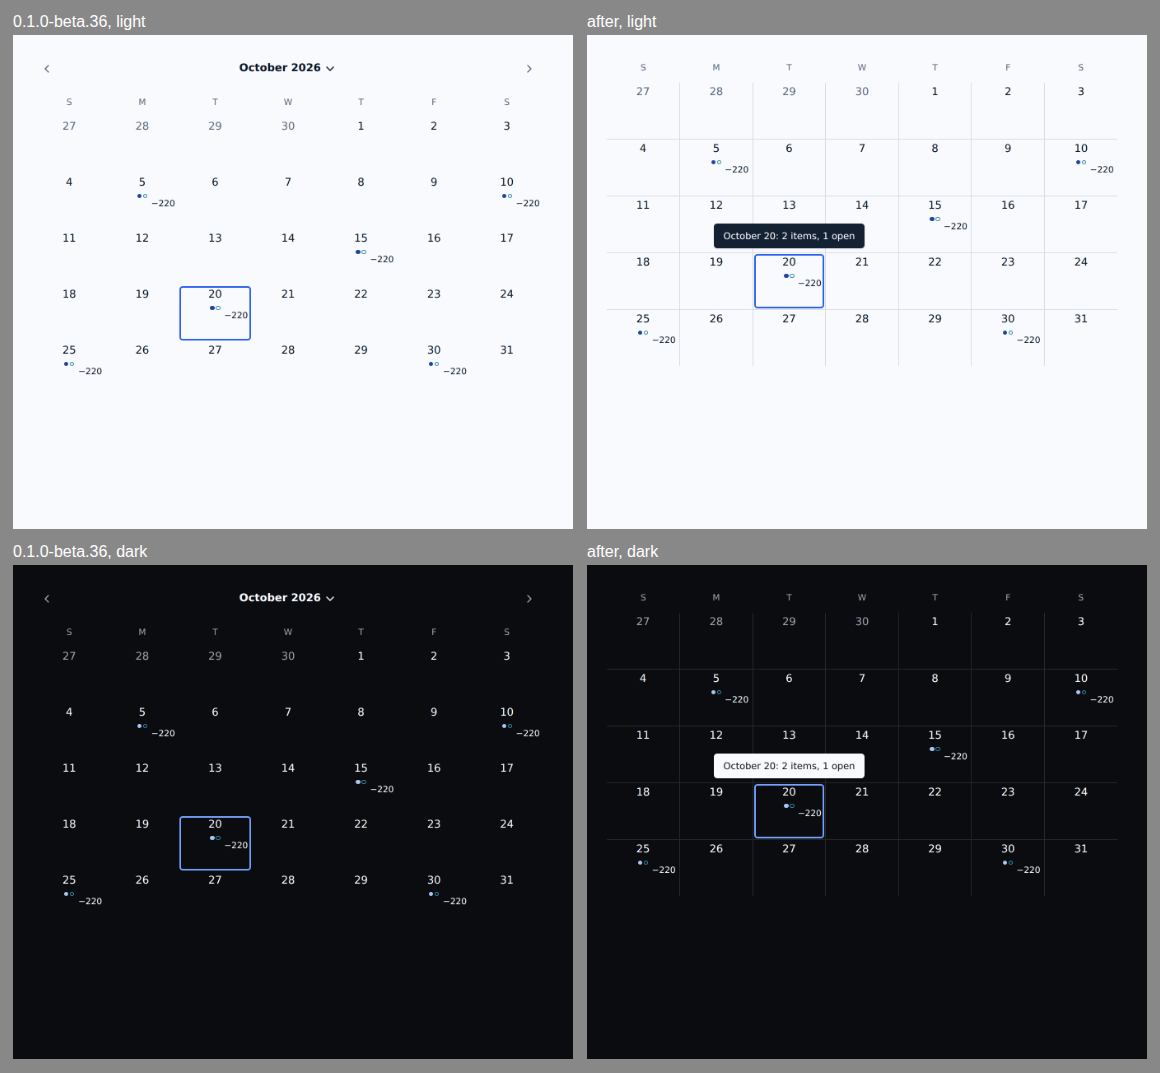 0.1.0-beta.36, light
October 2026
S M T W T F S
27 28 29 30 1 2 3
4 5 6 7 8 9 10
−220 −220
11 12 13 14 15 16 17
−220
18 19 20 21 22 23 24
−220
25 26 27 28 29 30 31
−220 −220
after, light
S M T W T F S
27 28 29 30 1 2 3
4 5 6 7 8 9 10
−220 −220
11 12 13 14 15 16 17
−220
October 20: 2 items, 1 open
18 19 20 21 22 23 24
−220
25 26 27 28 29 30 31
−220 −220
0.1.0-beta.36, dark
October 2026
S M T W T F S
27 28 29 30 1 2 3
4 5 6 7 8 9 10
−220 −220
11 12 13 14 15 16 17
−220
18 19 20 21 22 23 24
−220
25 26 27 28 29 30 31
−220 −220
after, dark
S M T W T F S
27 28 29 30 1 2 3
4 5 6 7 8 9 10
−220 −220
11 12 13 14 15 16 17
−220
October 20: 2 items, 1 open
18 19 20 21 22 23 24
−220
25 26 27 28 29 30 31
−220 −220